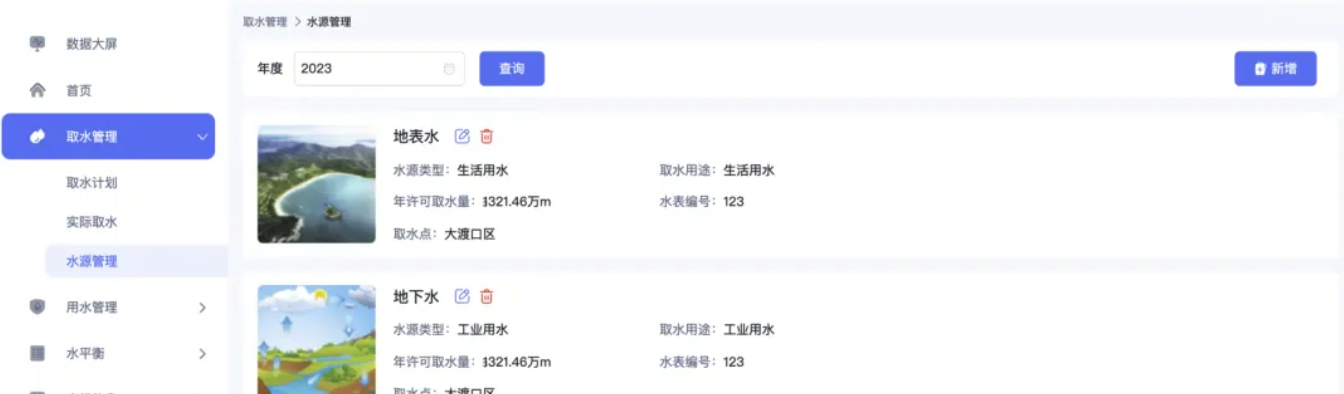 取水管理 > 水源管理
数据大屏
首页
取水管理
取水计划
实际取水
水源管理
用水管理
水平衡
年度 2023 查询 新增
地表水
水源类型: 生活用水 取水用途: 生活用水
年许可取水量: 321.46万m 水表编号: 123
取水点: 大渡口区
地下水
水源类型: 工业用水 取水用途: 工业用水
年许可取水量: 321.46万m 水表编号: 123
取水点: 大渡口区